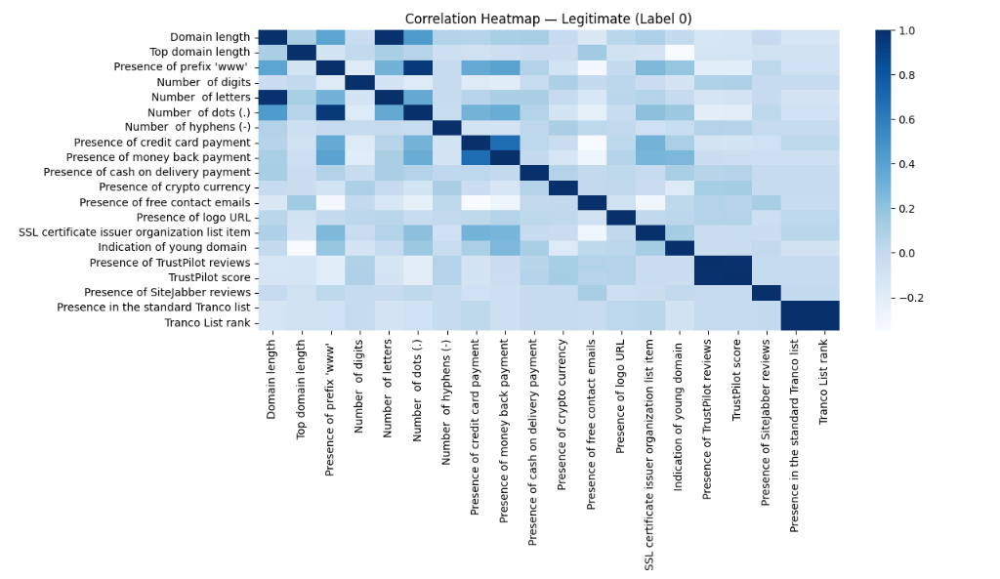 Correlation Heatmap — Legitimate (Label 0)
Domain length
Top domain length
Presence of prefix 'www'
Number  of digits
Number  of letters
Number  of dots (.)
Number  of hyphens (-)
Presence of credit card payment
Presence of money back payment
Presence of cash on delivery payment
Presence of crypto currency
Presence of free contact emails
Presence of logo URL
SSL certificate issuer organization list item
Indication of young domain
Presence of TrustPilot reviews
TrustPilot score
Presence of SiteJabber reviews
Presence in the standard Tranco list
Tranco List rank
Domain length
Top domain length
Presence of prefix 'www'
Number  of digits
Number  of letters
Number  of dots (.)
Number  of hyphens (-)
Presence of credit card payment
Presence of money back payment
Presence of cash on delivery payment
Presence of crypto currency
Presence of free contact emails
Presence of logo URL
SSL certificate issuer organization list item
Indication of young domain
Presence of TrustPilot reviews
TrustPilot score
Presence of SiteJabber reviews
Presence in the standard Tranco list
Tranco List rank
1.0
0.8
0.6
0.4
0.2
0.0
−0.2